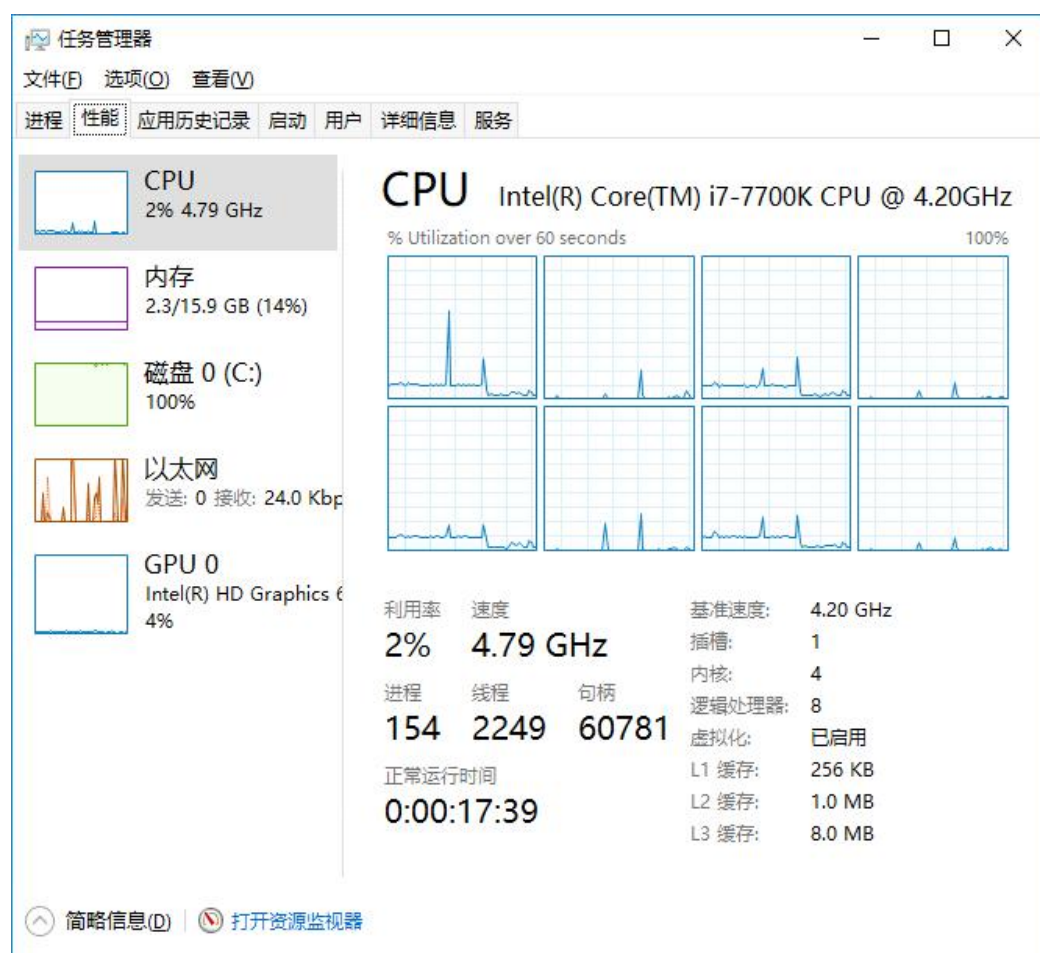 任务管理器
文件(F) 选项(O) 查看(V)
进程 性能 应用历史记录 启动 用户 详细信息 服务
CPU
2% 4.79 GHz
内存
2.3/15.9 GB (14%)
磁盘 0 (C:)
100%
以太网
发送: 0 接收: 24.0 Kbp
GPU 0
Intel(R) HD Graphics 6
4%
CPU Intel(R) Core(TM) i7-7700K CPU @ 4.20GHz
% Utilization over 60 seconds 100%
利用率 速度
2% 4.79 GHz
进程 线程 句柄
154 2249 60781
正常运行时间
0:00:17:39
基准速度: 4.20 GHz
插槽: 1
内核: 4
逻辑处理器: 8
虚拟化: 已启用
L1 缓存: 256 KB
L2 缓存: 1.0 MB
L3 缓存: 8.0 MB
简略信息(D) 打开资源监视器